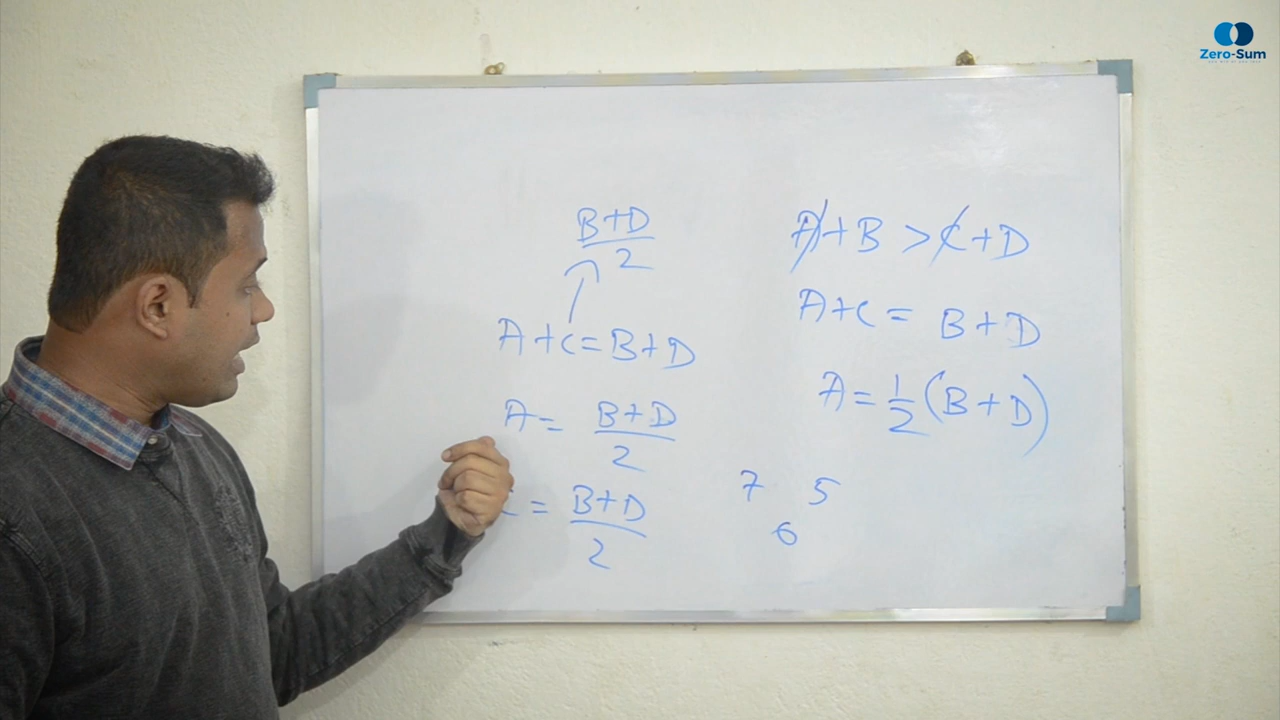 Zero-Sum
B+D/2
A+C=B+D
A= B+D/2
= B+D/2
A+B >C+D
A+C= B+D
A=1/2(B+D)
7 5
6